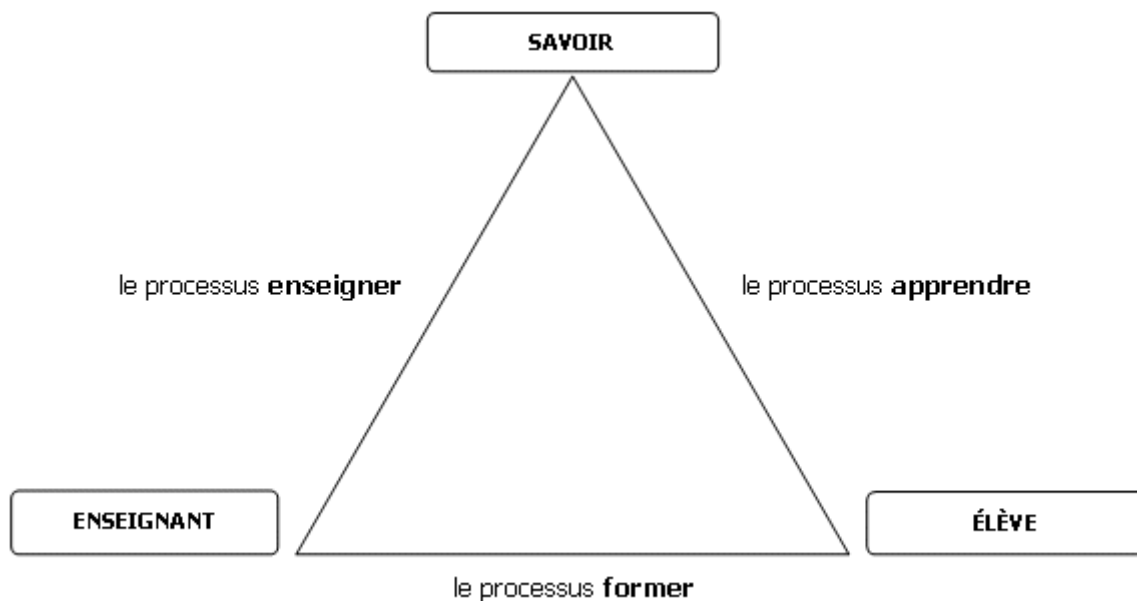 SAVOIR
le processus enseigner
le processus apprendre
ENSEIGNANT
ÉLÈVE
le processus former